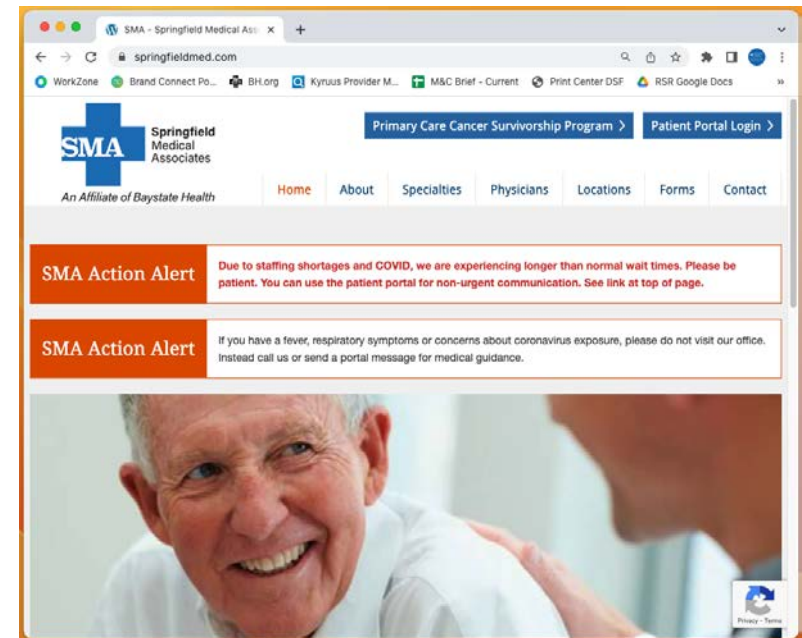 SMA - Springfield Medical Ass
springfieldmed.com
WorkZone
Brand Connect Po...
BH.org
Kyruus Provider M...
M&C Brief - Current
Print Center DSF
RSR Google Docs
SMA
Springfield
Medical
Associates
An Affiliate of Baystate Health
Primary Care Cancer Survivorship Program >
Patient Portal Login >
Home About Specialties Physicians Locations Forms Contact
SMA Action Alert
Due to staffing shortages and COVID, we are experiencing longer than normal wait times. Please be
patient. You can use the patient portal for non-urgent communication. See link at top of page.
SMA Action Alert
If you have a fever, respiratory symptoms or concerns about coronavirus exposure, please do not visit our office.
Instead call us or send a portal message for medical guidance.
Privacy - Terms